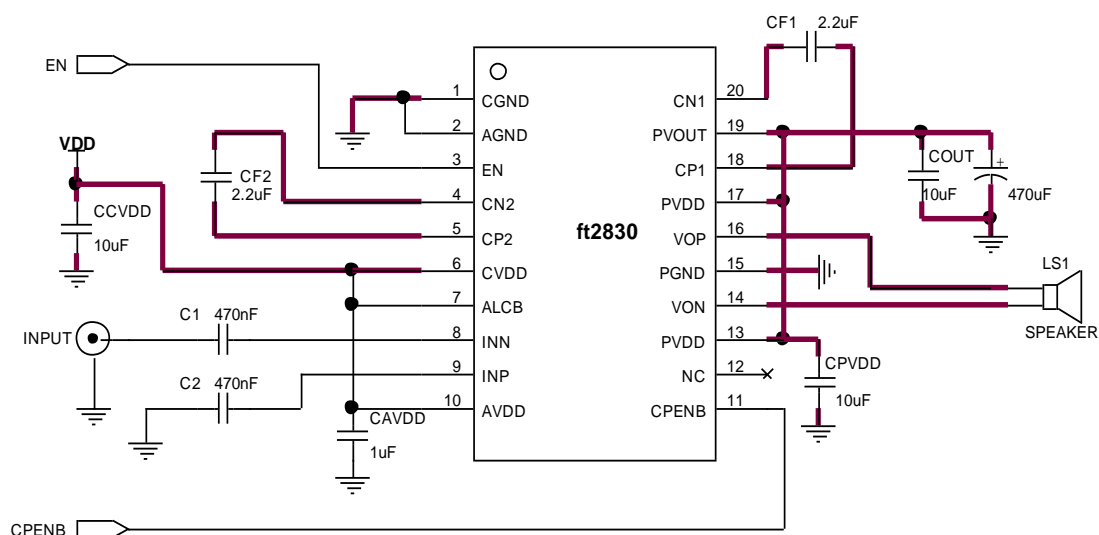 CF1 2.2uF
EN
1 CGND CN1 20
2 AGND PVOUT 19
VDD
3 EN CP1 18
COUT
CF2
2.2uF
10uF
+
470uF
4 CN2 PVDD 17
CCVDD
10uF
5 CP2 ft2830 VOP 16
6 CVDD PGND 15
LS1
7 ALCB VON 14
C1 470nF
SPEAKER
INPUT
8 INN PVDD 13
CPVDD
C2 470nF
9 INP NC 12
10uF
10 AVDD CPENB 11
CAVDD
1uF
CPENB